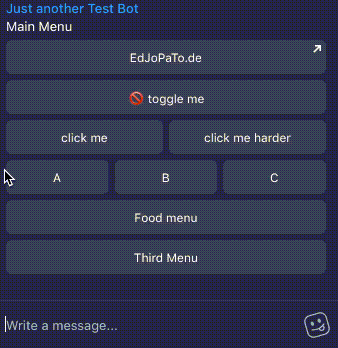 Just another Test Bot
Main Menu
EdJoPaTo.de
🚫 toggle me
click me
click me harder
A
B
C
Food menu
Third Menu
Write a message...